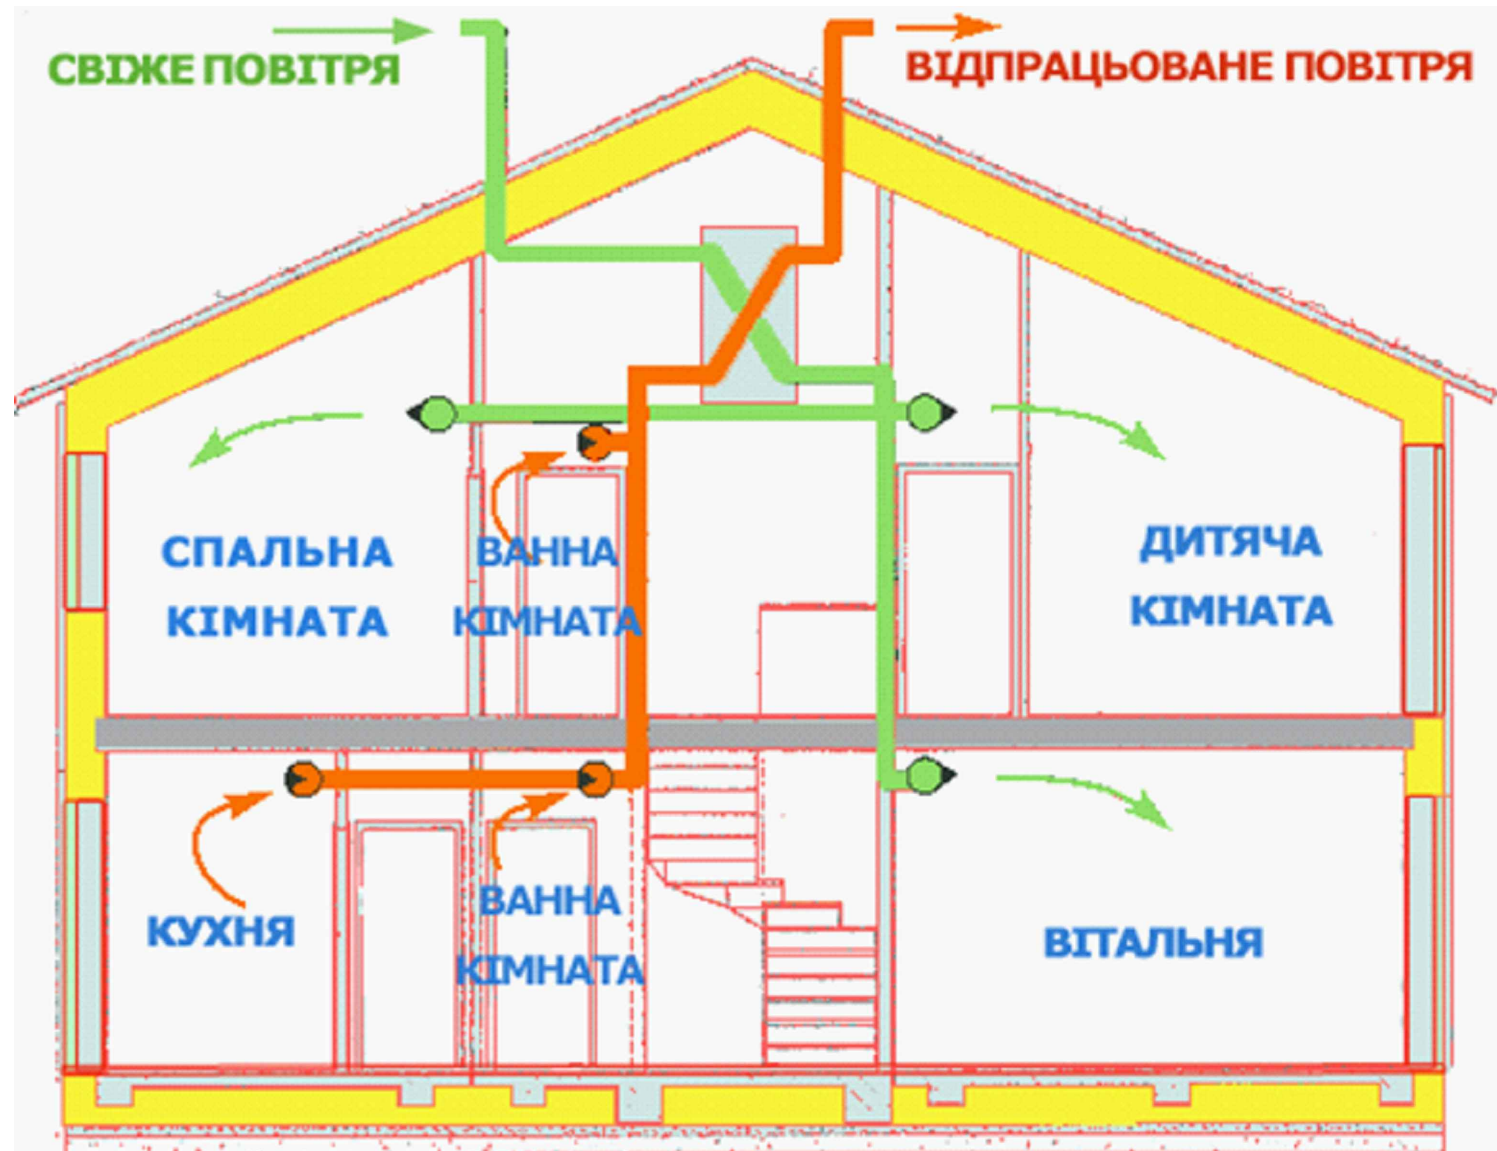 СВІЖЕ ПОВІТРЯ
ВІДПРАЦЬОВАНЕ ПОВІТРЯ
СПАЛЬНА
КІМНАТА
ВАННА
КІМНАТА
ДИТЯЧА
КІМНАТА
КУХНЯ
ВАННА
КІМНАТА
ВІТАЛЬНЯ